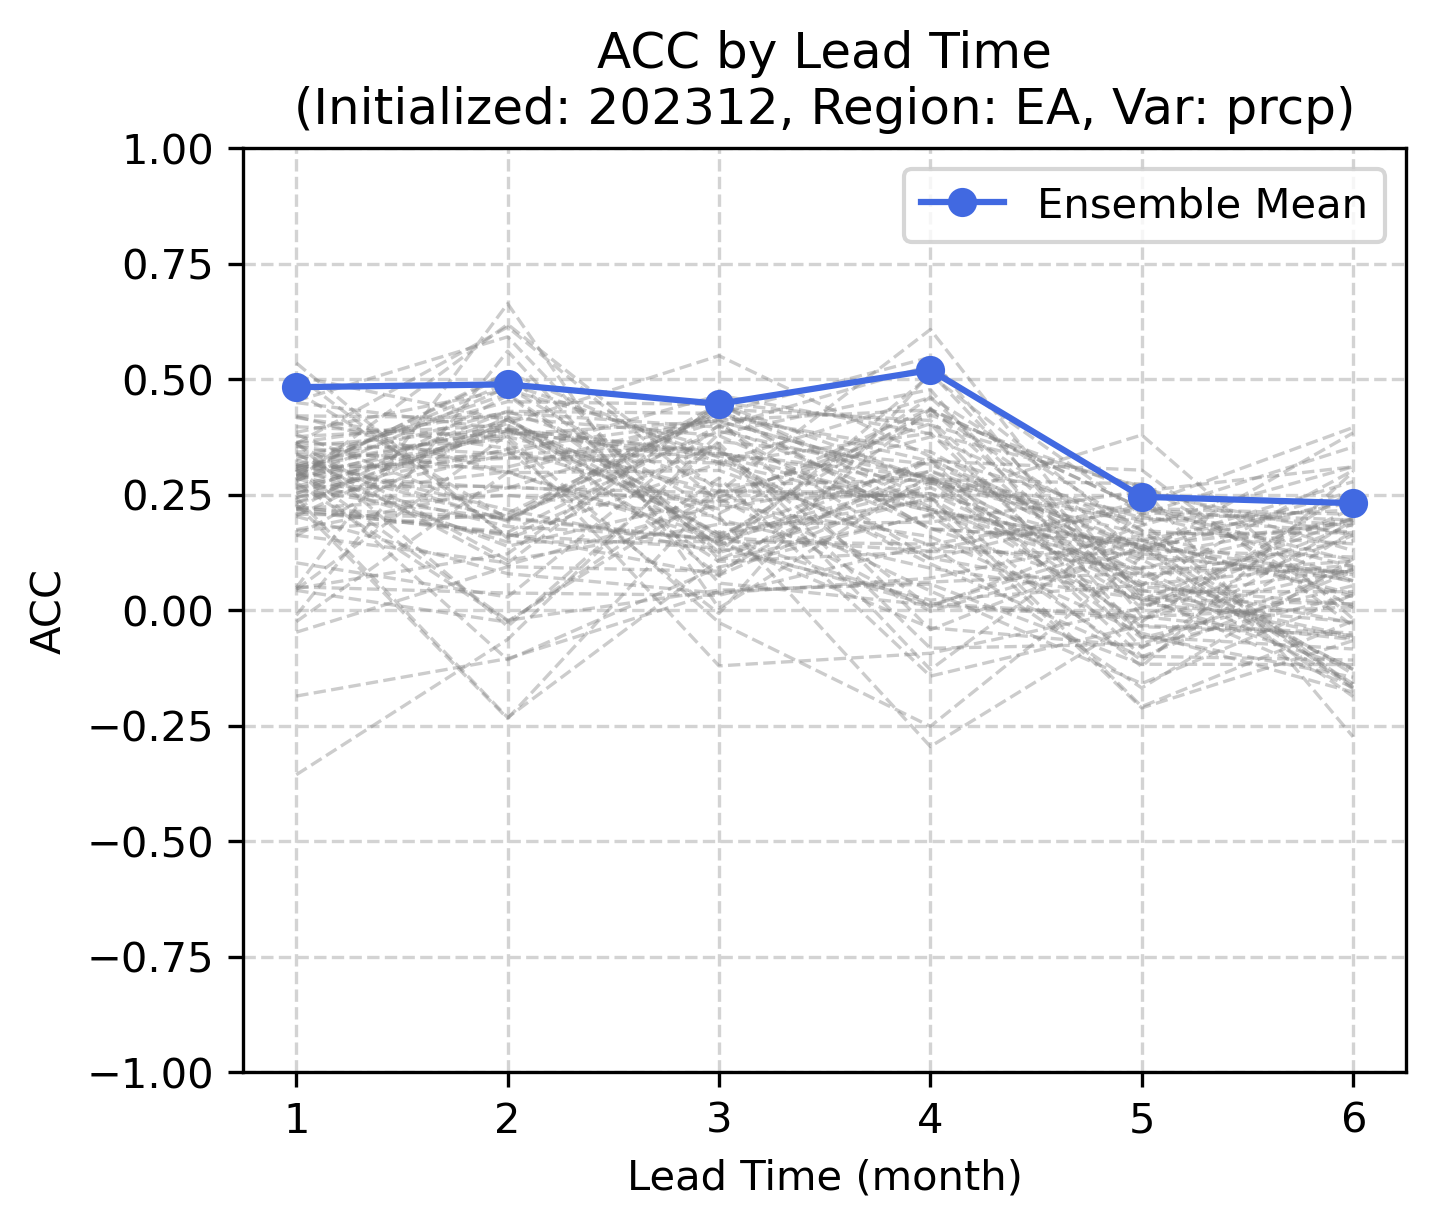 ACC by Lead Time
(Initialized: 202312, Region: EA, Var: prcp)
Ensemble Mean
1.00
0.75
0.50
0.25
0.00
−0.25
−0.50
−0.75
−1.00
ACC
1 2 3 4 5 6
Lead Time (month)